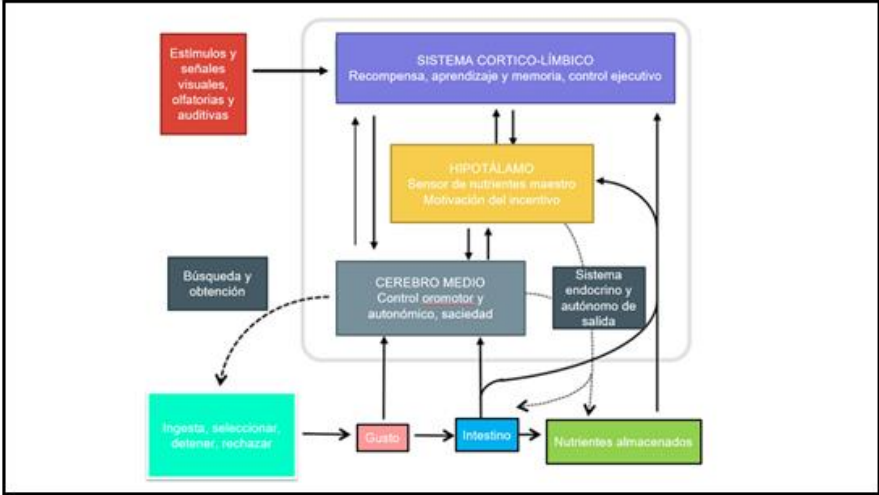 Estímulos y
señales
visuales,
olfatorias y
auditivas
SISTEMA CORTICO-LÍMBICO
Recompensa, aprendizaje y memoria, control ejecutivo
HIPOTÁLAMO
Sensor de nutrientes maestro
Motivación del incentivo
Búsqueda y
obtención
CEREBRO MEDIO
Control oromotor y
autonómico, saciedad
Sistema
endocrino y
autónomo de
salida
Ingesta, seleccionar,
detener, rechazar
Gusto
Intestino
Nutrientes almacenados